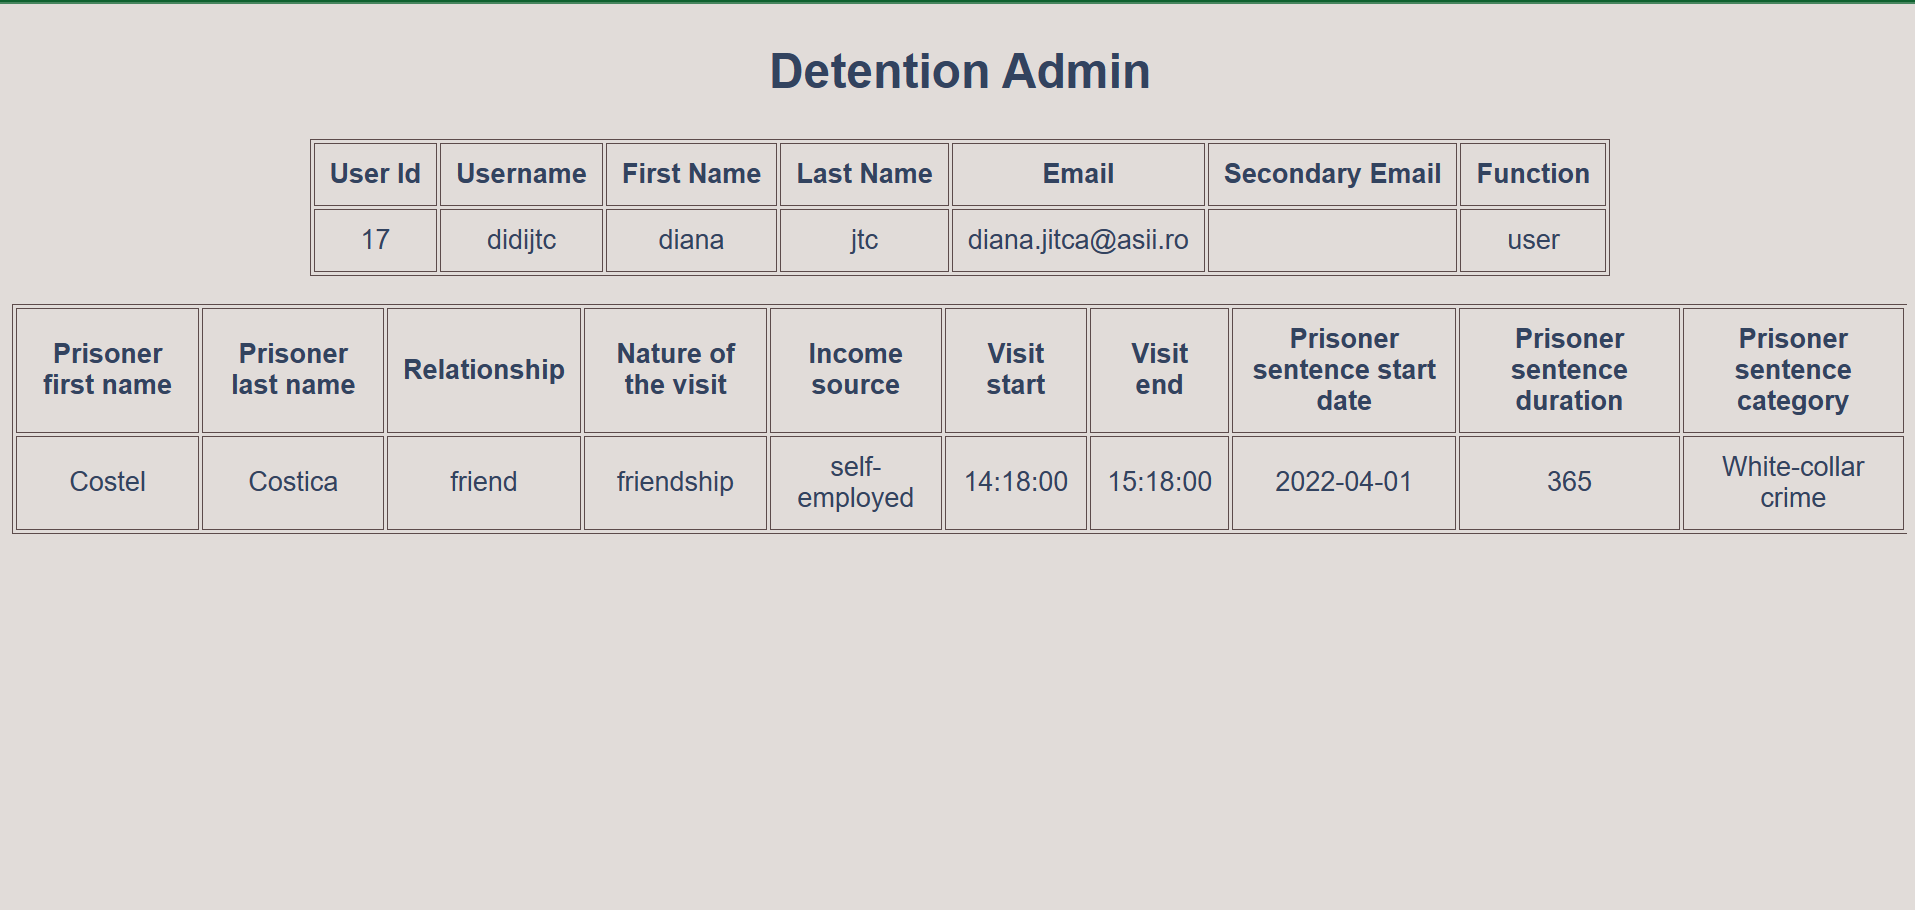 Detention Admin
User Id Username First Name Last Name Email Secondary Email Function
17 didijtc diana jtc diana.jitca@asii.ro user
Prisoner first name Prisoner last name Relationship Nature of the visit Income source Visit start Visit end Prisoner sentence start date Prisoner sentence duration Prisoner sentence category
Costel Costica friend friendship self-employed 14:18:00 15:18:00 2022-04-01 365 White-collar crime